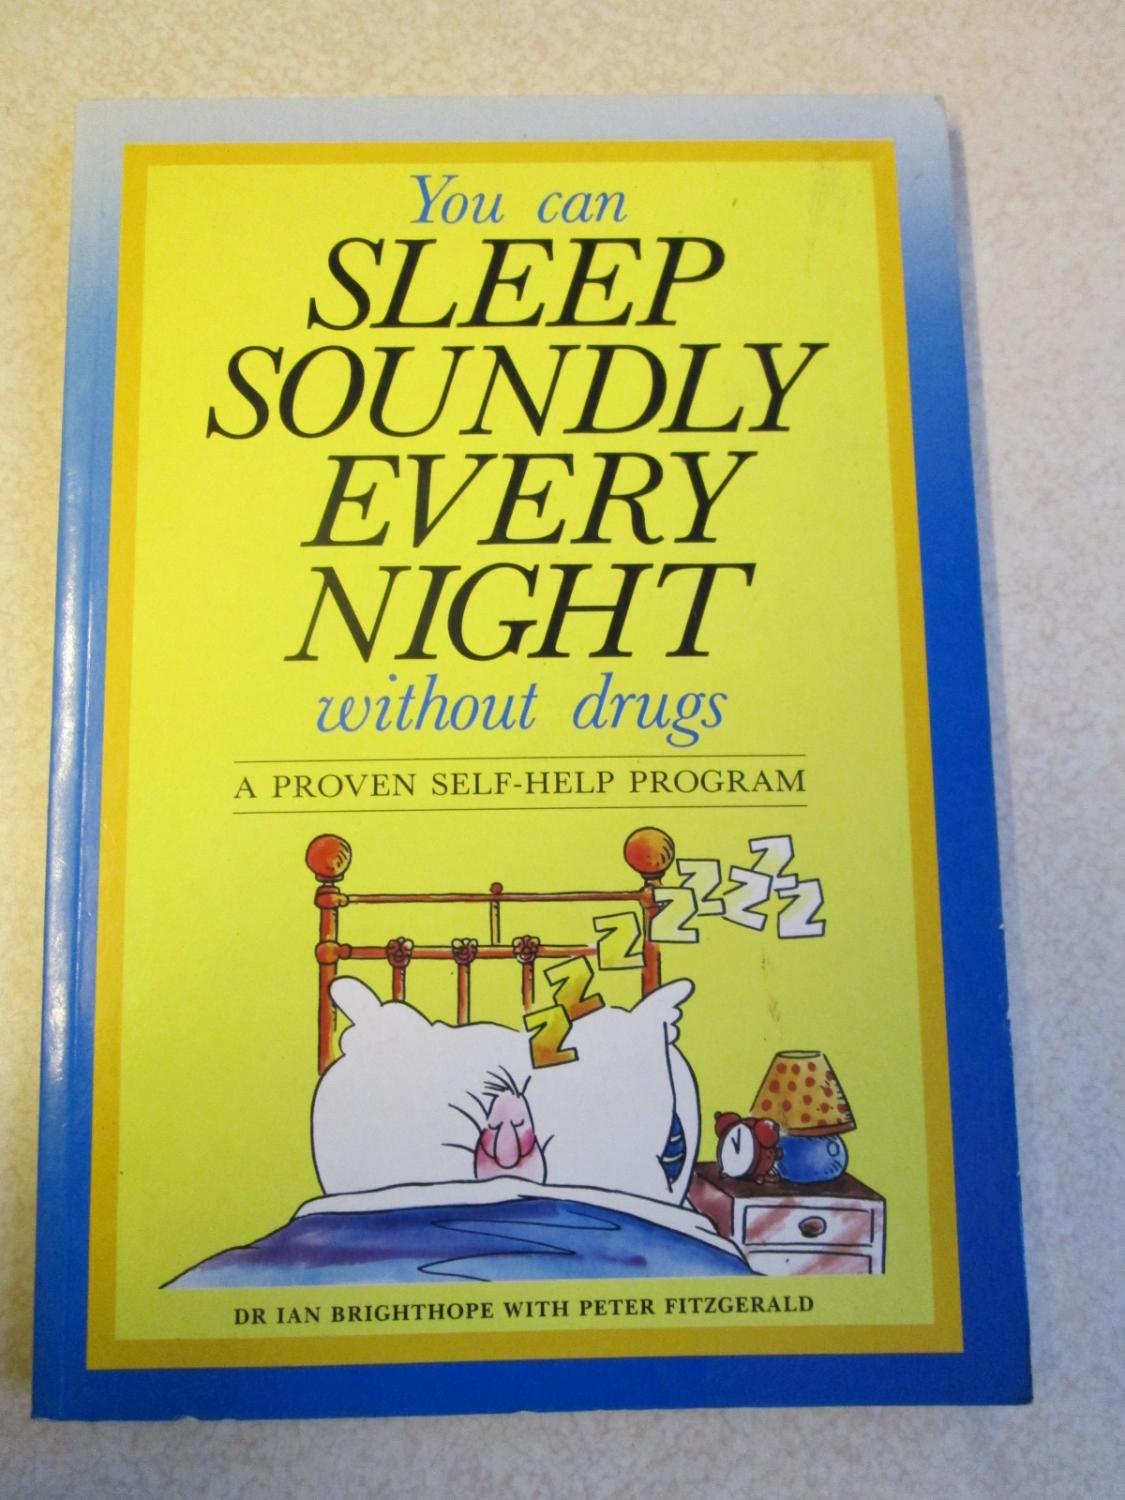 You can
SLEEP
SOUNDLY
EVERY
NIGHT
without drugs
A PROVEN SELF-HELP PROGRAM
Z Z Z Z Z Z Z Z
DR IAN BRIGHTHOPE WITH PETER FITZGERALD